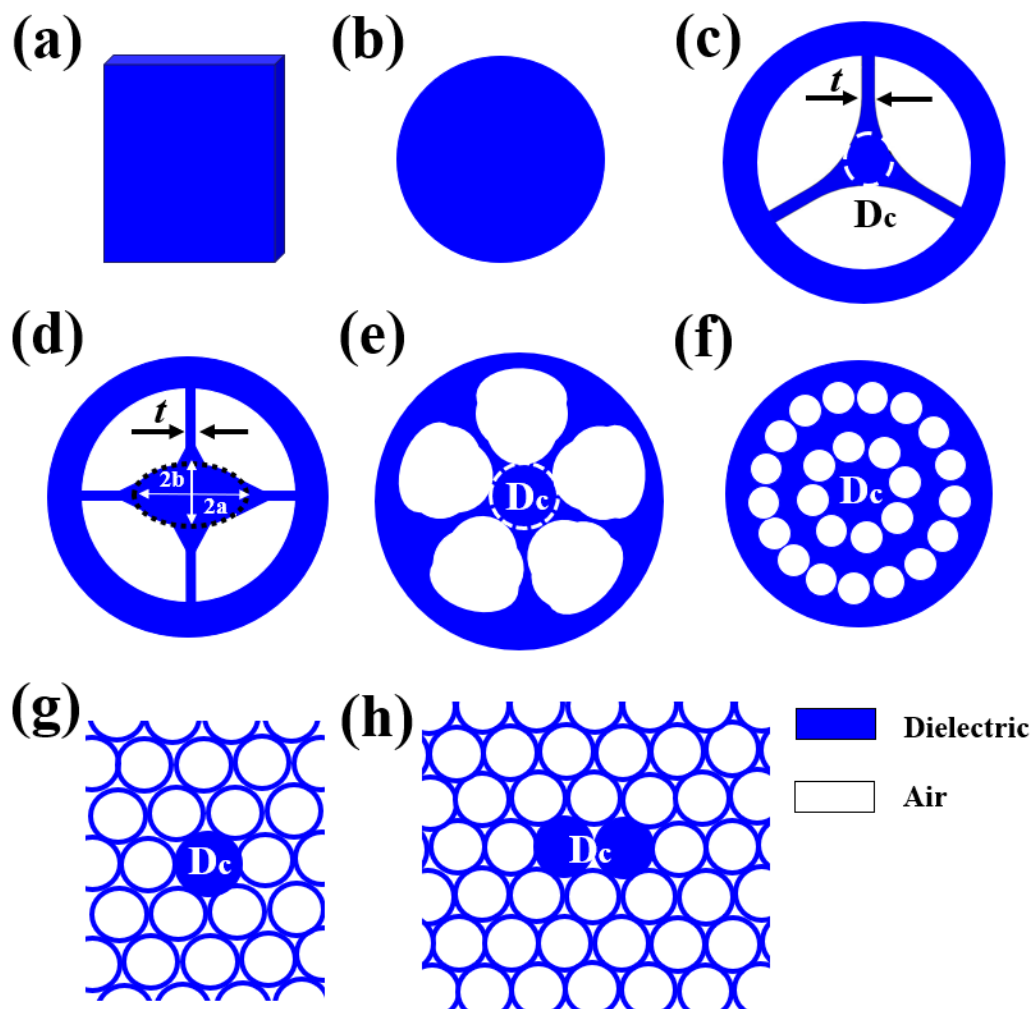 (a)
(b)
(c)
t
Dc
(d)
t
2b
2a
(e)
Dc
(f)
Dc
(g)
Dc
(h)
Dc
Dielectric
Air